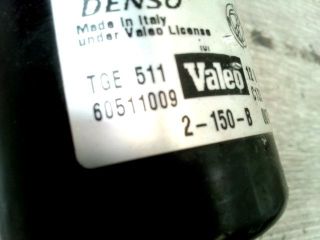 DENSO
Made in Italy
under Valeo License
TGE 511 Valeo
60511009
2-150-B